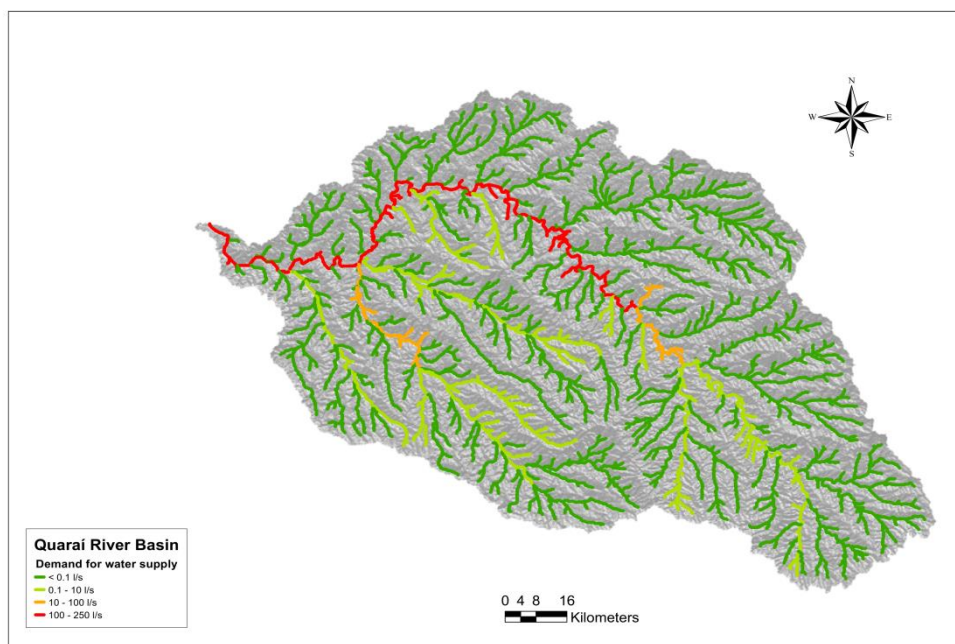 N
W E
S
Quaraí River Basin
Demand for water supply
< 0.1 l/s
0.1 - 10 l/s
10 - 100 l/s
100 - 250 l/s
0 4 8 16
Kilometers